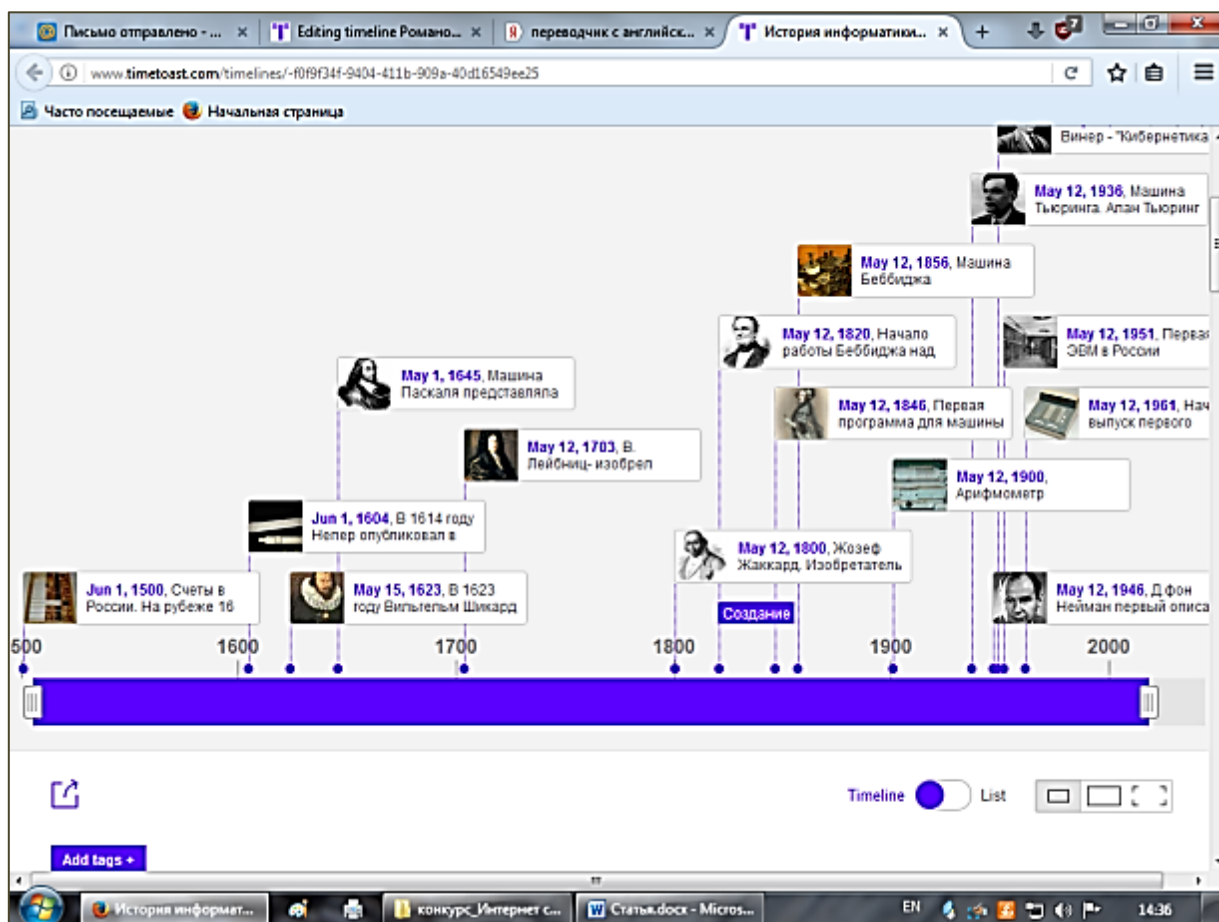 Письмо отправлено - ...
Editing timeline Романо...
переводчик с английск...
История информатики...
7
www.timetoast.com/timelines/-f0f9f34f-9404-411b-909a-40d16549ee25
Часто посещаемые
Начальная страница
Винер - "Кибернетика
May 12, 1936, Машина
Тьюринга. Алан Тьюринг
May 12, 1856, Машина
Беббиджа
May 12, 1820, Начало
работы Беббиджа над
May 12, 1951, Первая
ЭВМ в России
May 1, 1645, Машина
Паскаля представляла
May 12, 1846, Первая
программа для машины
May 12, 1961, Нач
выпуск первого
May 12, 1703, В.
Лейбниц- изобрел
May 12, 1900,
Арифмометр
Jun 1, 1604, В 1614 году
Непер опубликовал в
May 12, 1800, Жозеф
Жаккард. Изобретатель
Jun 1, 1500, Счеты в
России. На рубеже 16
May 15, 1623, В 1623
году Вильгельм Шикард
May 12, 1946, Д фон
Нейман первый описа
Создание
500 1600 1700 1800 1900 2000
Timeline List
Add tags +
История информат...
конкурс_Интернет с...
Статья.docx - Micros...
EN
14:36